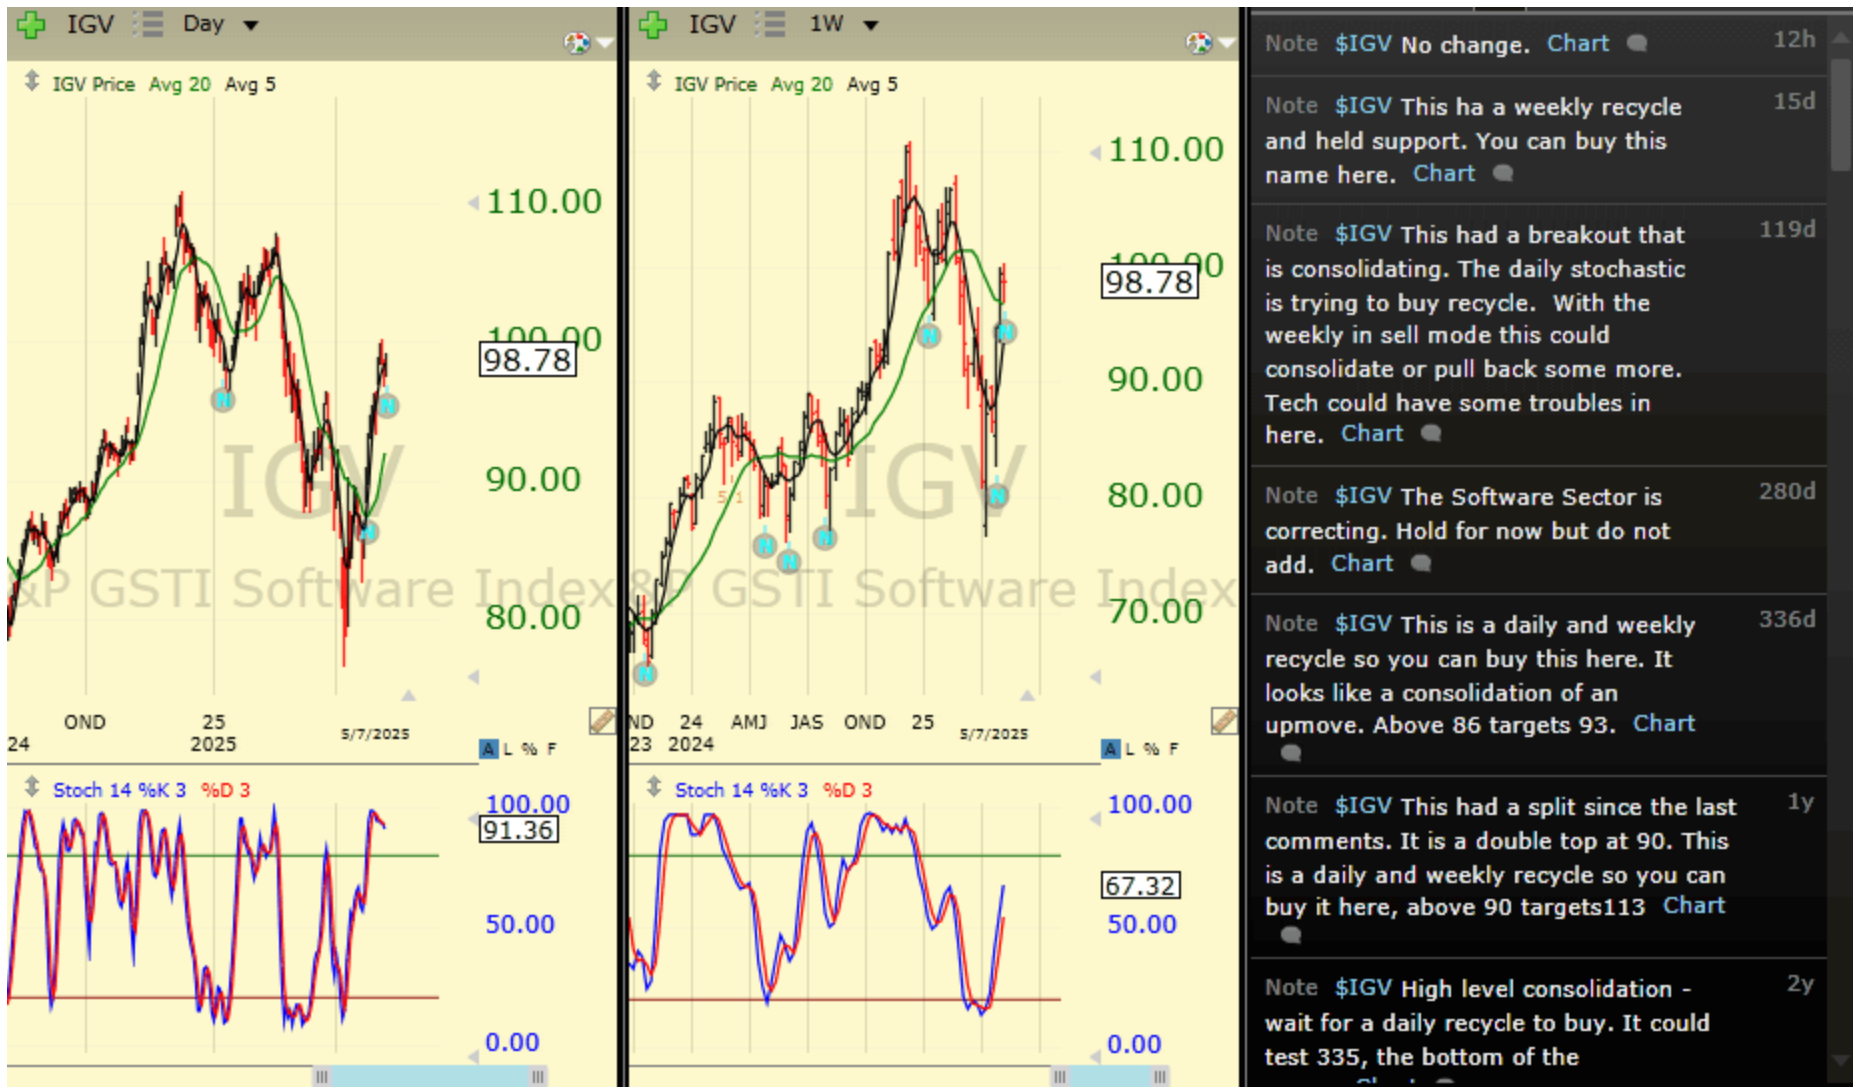 IGV Day
IGV Price Avg 20 Avg 5
110.00
100.00
98.78
90.00
80.00
IGV
&P GSTI Software Index
N
N
N
OND 25
24 2025 5/7/2025
A L % F
Stoch 14 %K 3 %D 3
100.00
91.36
50.00
0.00
IGV 1W
IGV Price Avg 20 Avg 5
110.00
98.78
90.00
80.00
70.00
IGV
&P GSTI Software Index
N
N
N
N
N
N
N
ND 24 AMJ JAS OND 25
23 2024 5/7/2025
A L % F
Stoch 14 %K 3 %D 3
100.00
67.32
50.00
0.00
Note $IGV No change. Chart 12h
Note $IGV This ha a weekly recycle 15d
and held support. You can buy this
name here. Chart
Note $IGV This had a breakout that 119d
is consolidating. The daily stochastic
is trying to buy recycle. With the
weekly in sell mode this could
consolidate or pull back some more.
Tech could have some troubles in
here. Chart
Note $IGV The Software Sector is 280d
correcting. Hold for now but do not
add. Chart
Note $IGV This is a daily and weekly 336d
recycle so you can buy this here. It
looks like a consolidation of an
upmove. Above 86 targets 93. Chart
Note $IGV This had a split since the last 1y
comments. It is a double top at 90. This
is a daily and weekly recycle so you can
buy it here, above 90 targets113 Chart
Note $IGV High level consolidation - 2y
wait for a daily recycle to buy. It could
test 335, the bottom of the